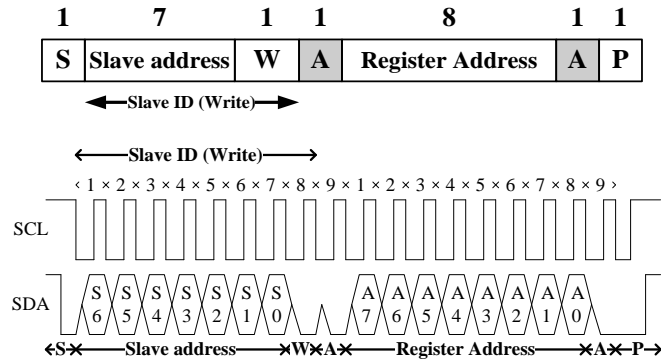 1 7 1 1 8 1 1
S Slave address W A Register Address A P
Slave ID (Write)
Slave ID (Write)
1 2 3 4 5 6 7 8 9 1 2 3 4 5 6 7 8 9
SCL
SDA
S6 S5 S4 S3 S2 S1 S0 A7 A6 A5 A4 A3 A2 A1 A0
S Slave address W A Register Address A P